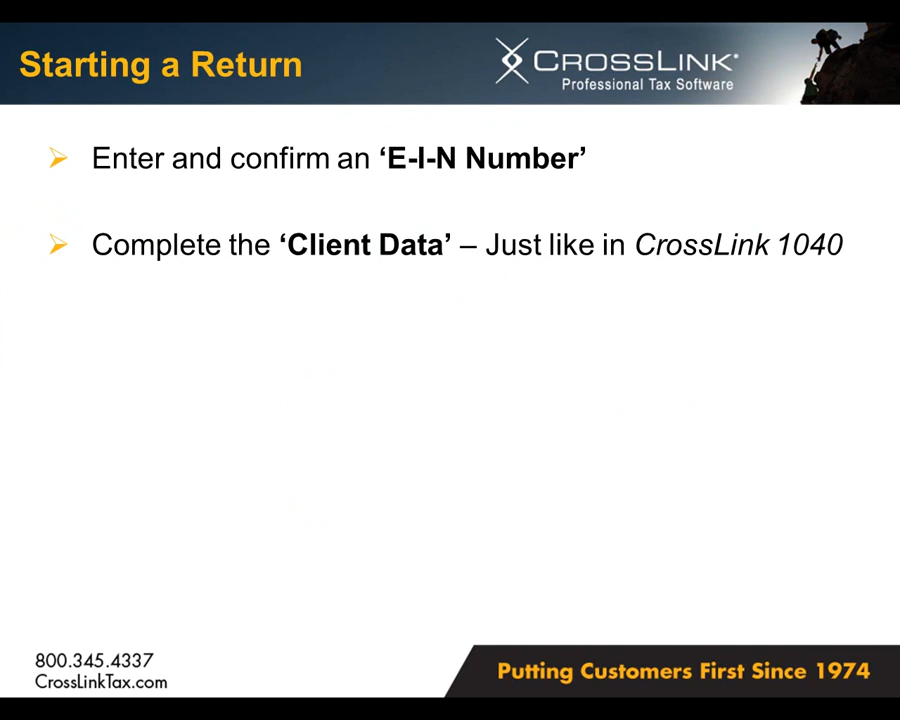 Starting a Return
CROSSLINK®
Professional Tax Software
Enter and confirm an ‘E-I-N Number’
Complete the ‘Client Data’ – Just like in CrossLink 1040
800.345.4337
CrossLinkTax.com
Putting Customers First Since 1974